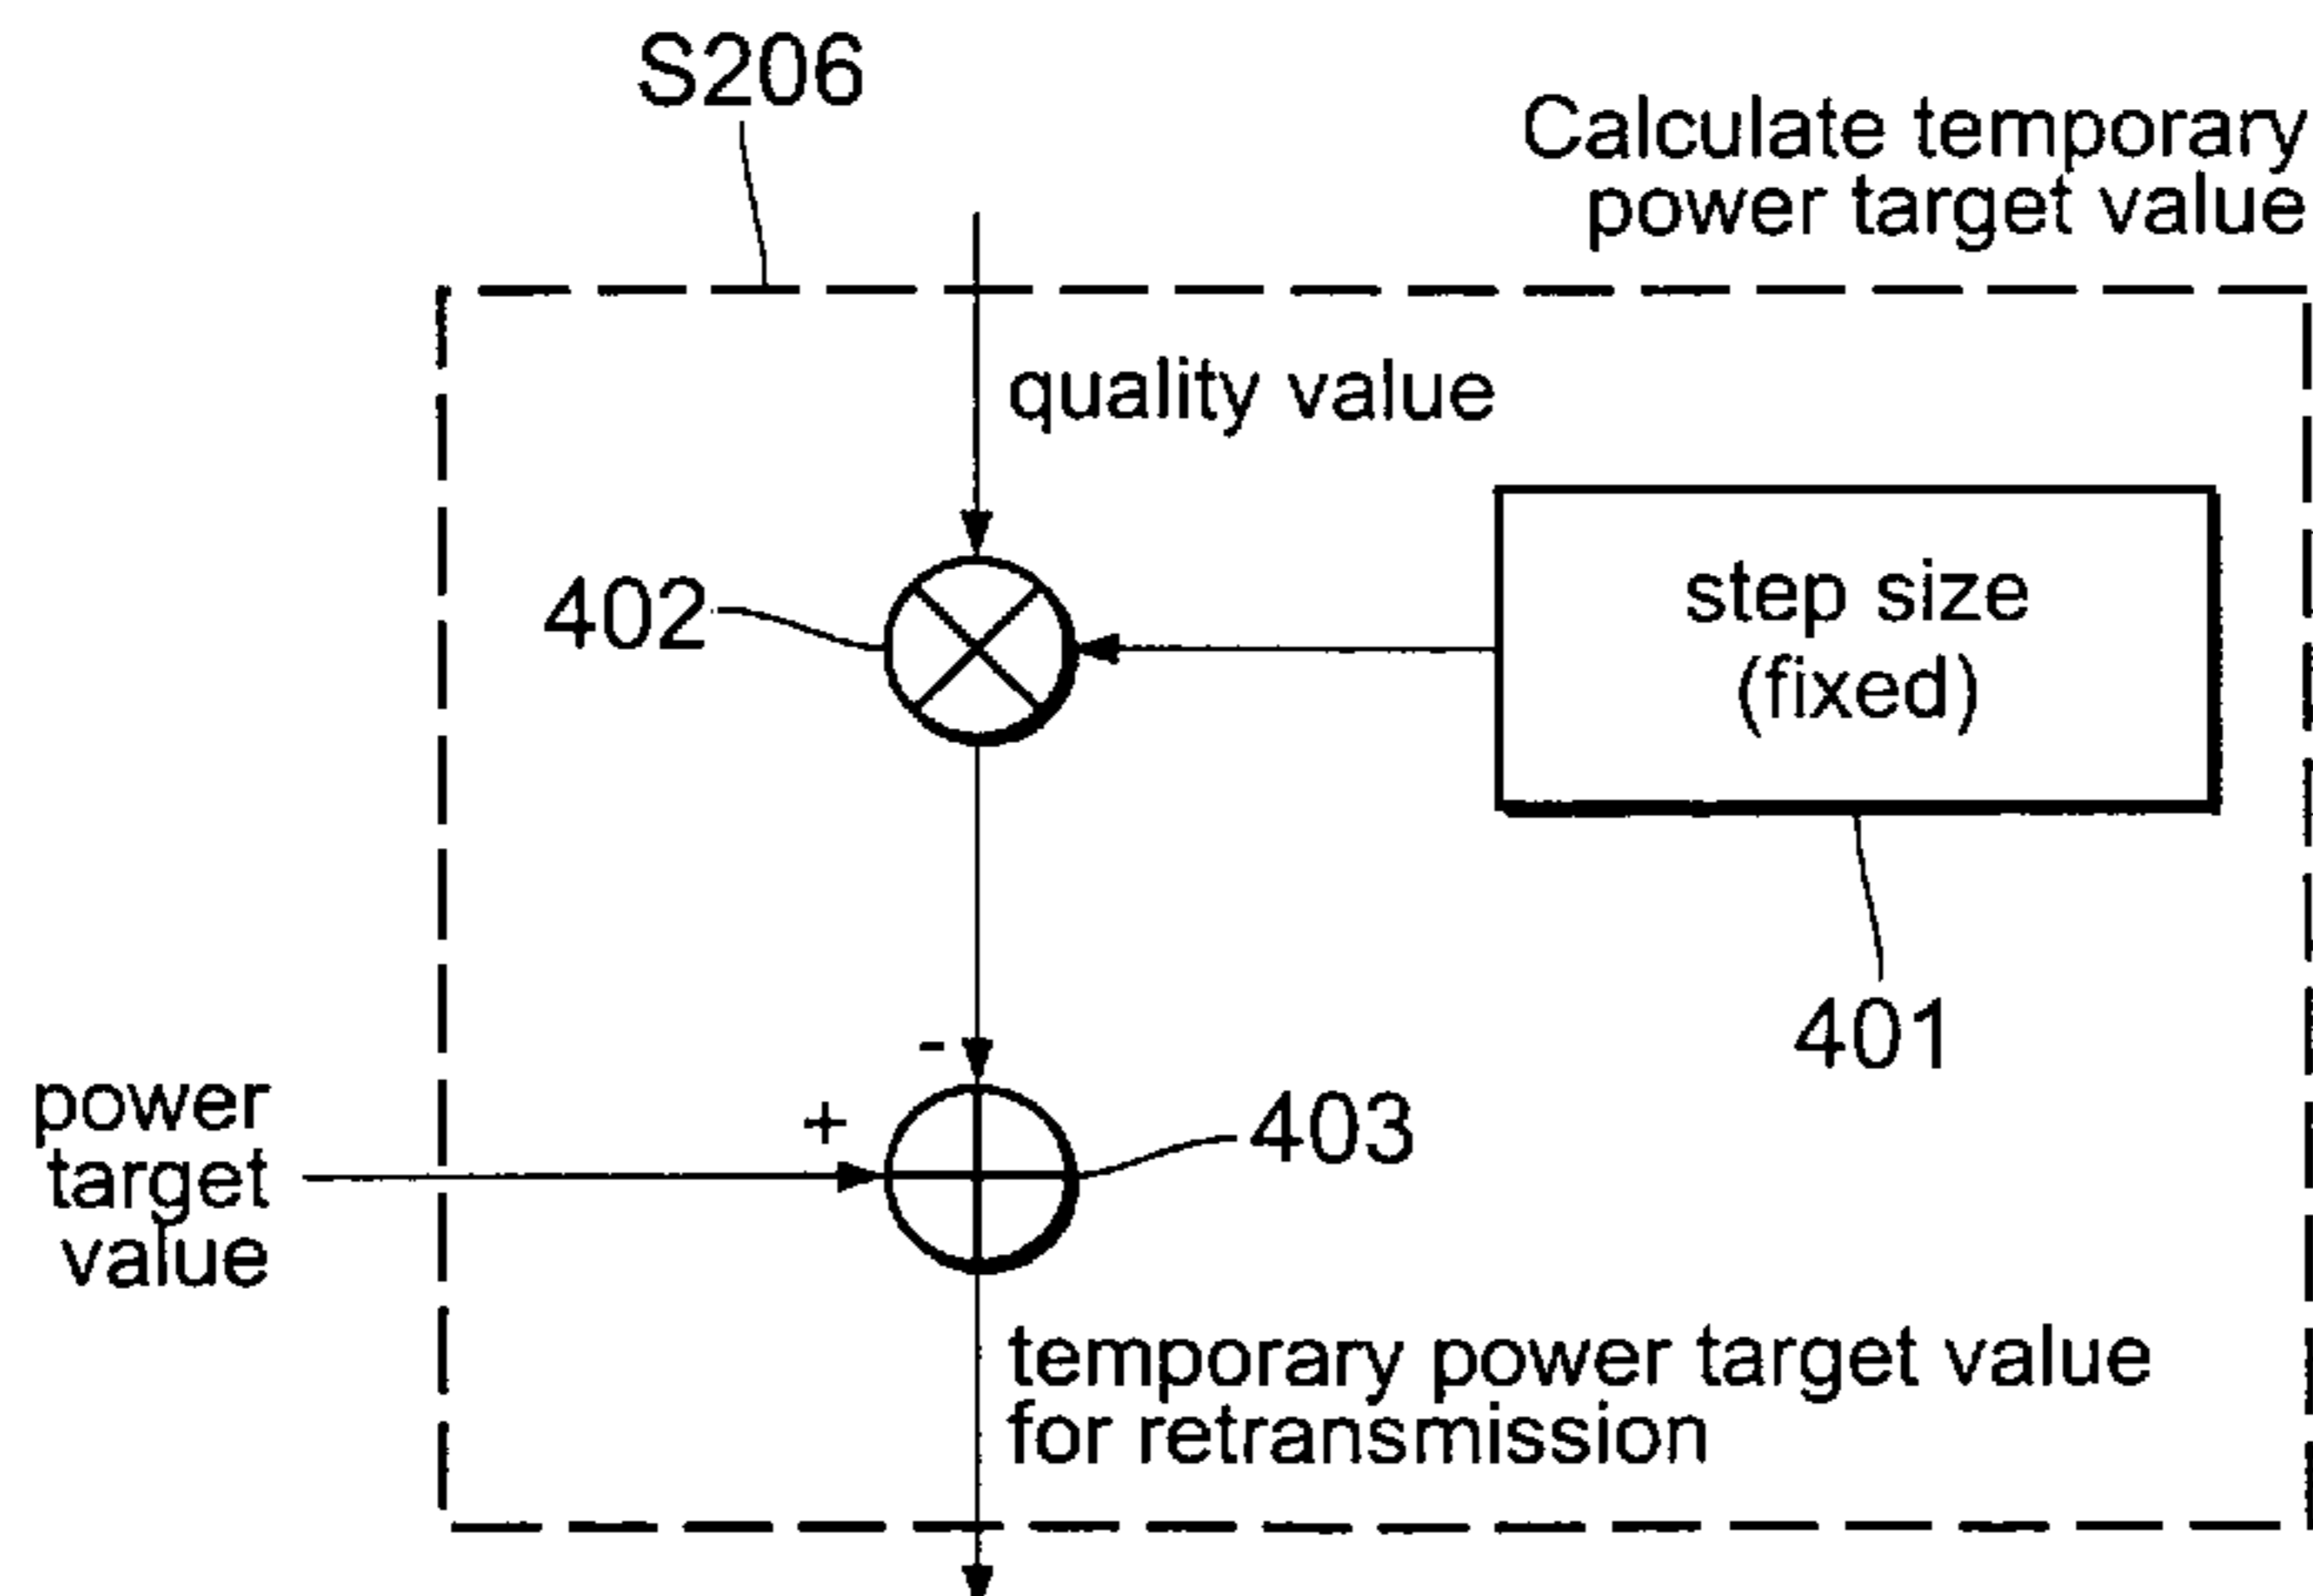 S206
Calculate temporary
power target value
quality value
402
step size
(fixed)
401
-
+
403
power
target
value
temporary power target value
for retransmission